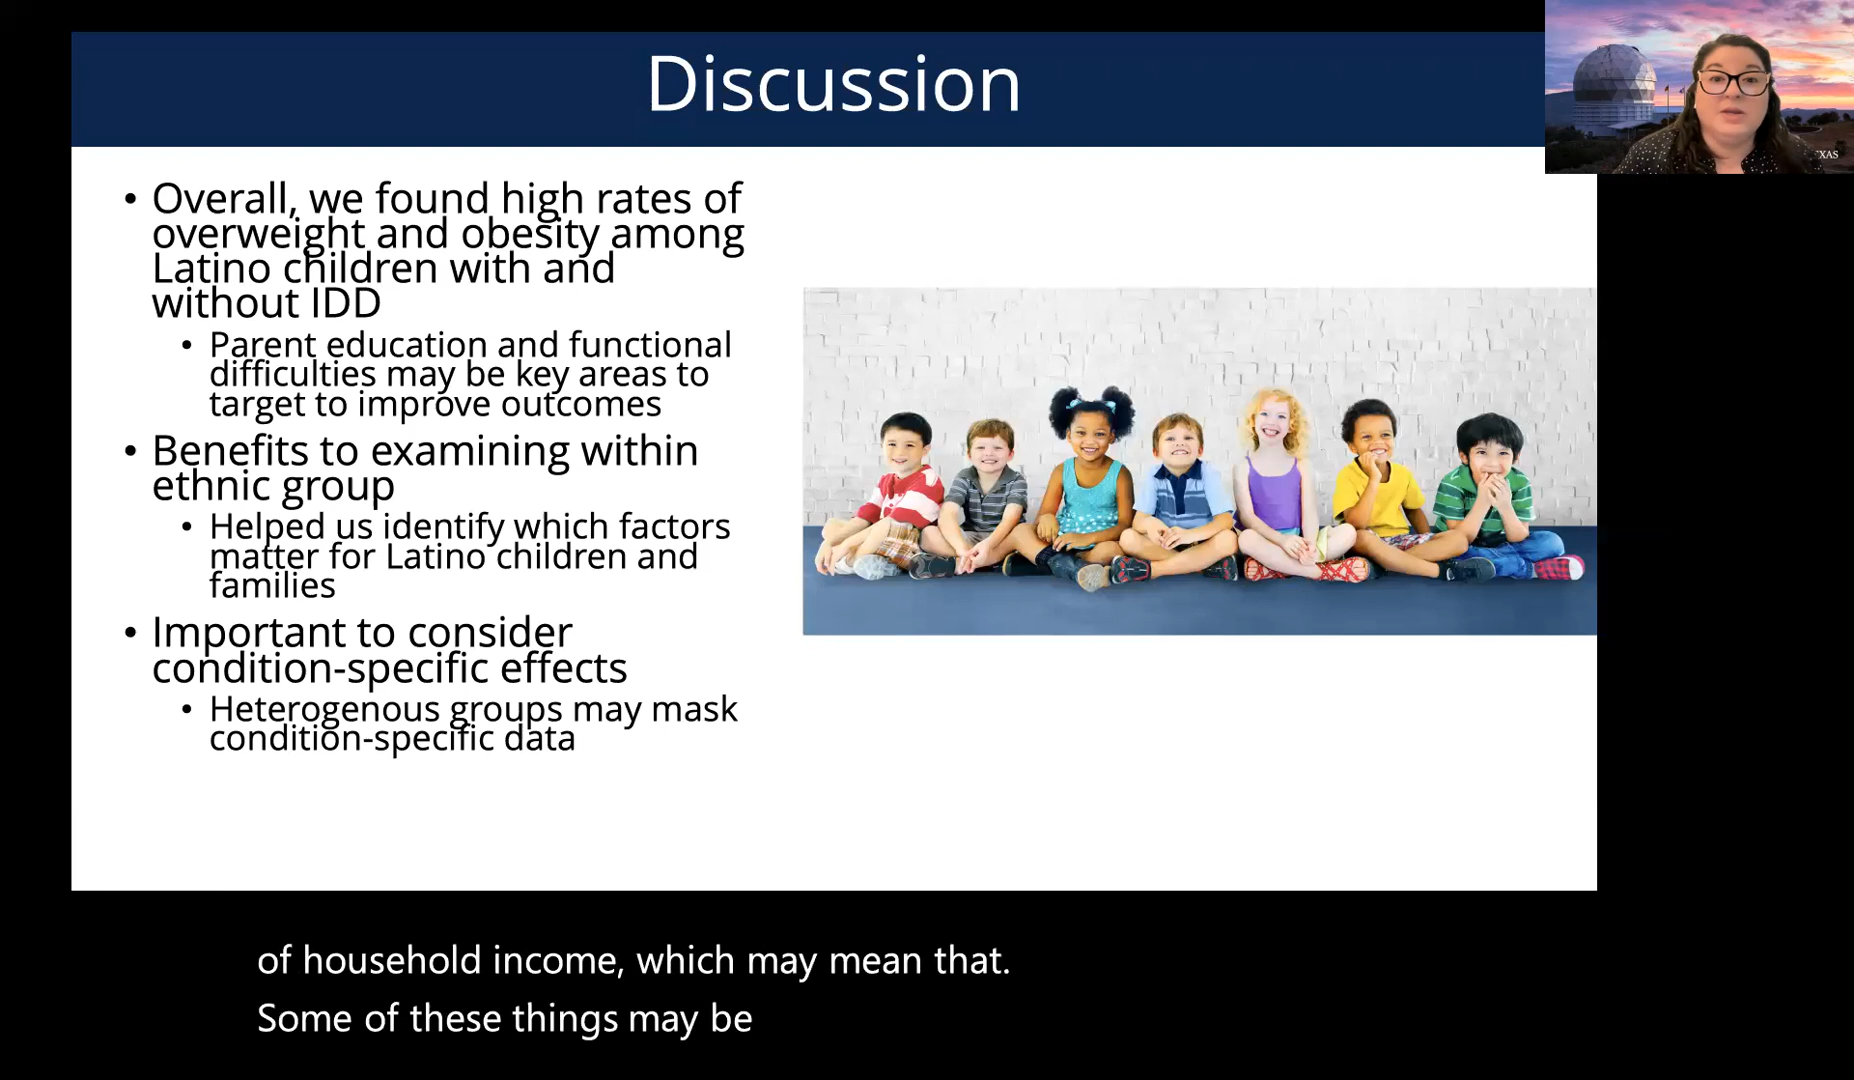 Discussion
XAS
• Overall, we found high rates of
overweight and obesity among
Latino children with and
without IDD
• Parent education and functional
difficulties may be key areas to
target to improve outcomes
• Benefits to examining within
ethnic group
• Helped us identify which factors
matter for Latino children and
families
• Important to consider
condition-specific effects
• Heterogenous groups may mask
condition-specific data
of household income, which may mean that.
Some of these things may be